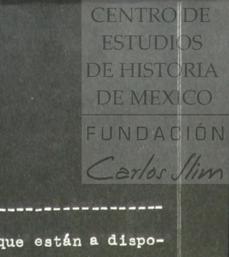 CENTRO DE
ESTUDIOS
DE HISTORIA
DE MEXICO
FUNDACIÓN
Carlos Slim
que están a dispo-